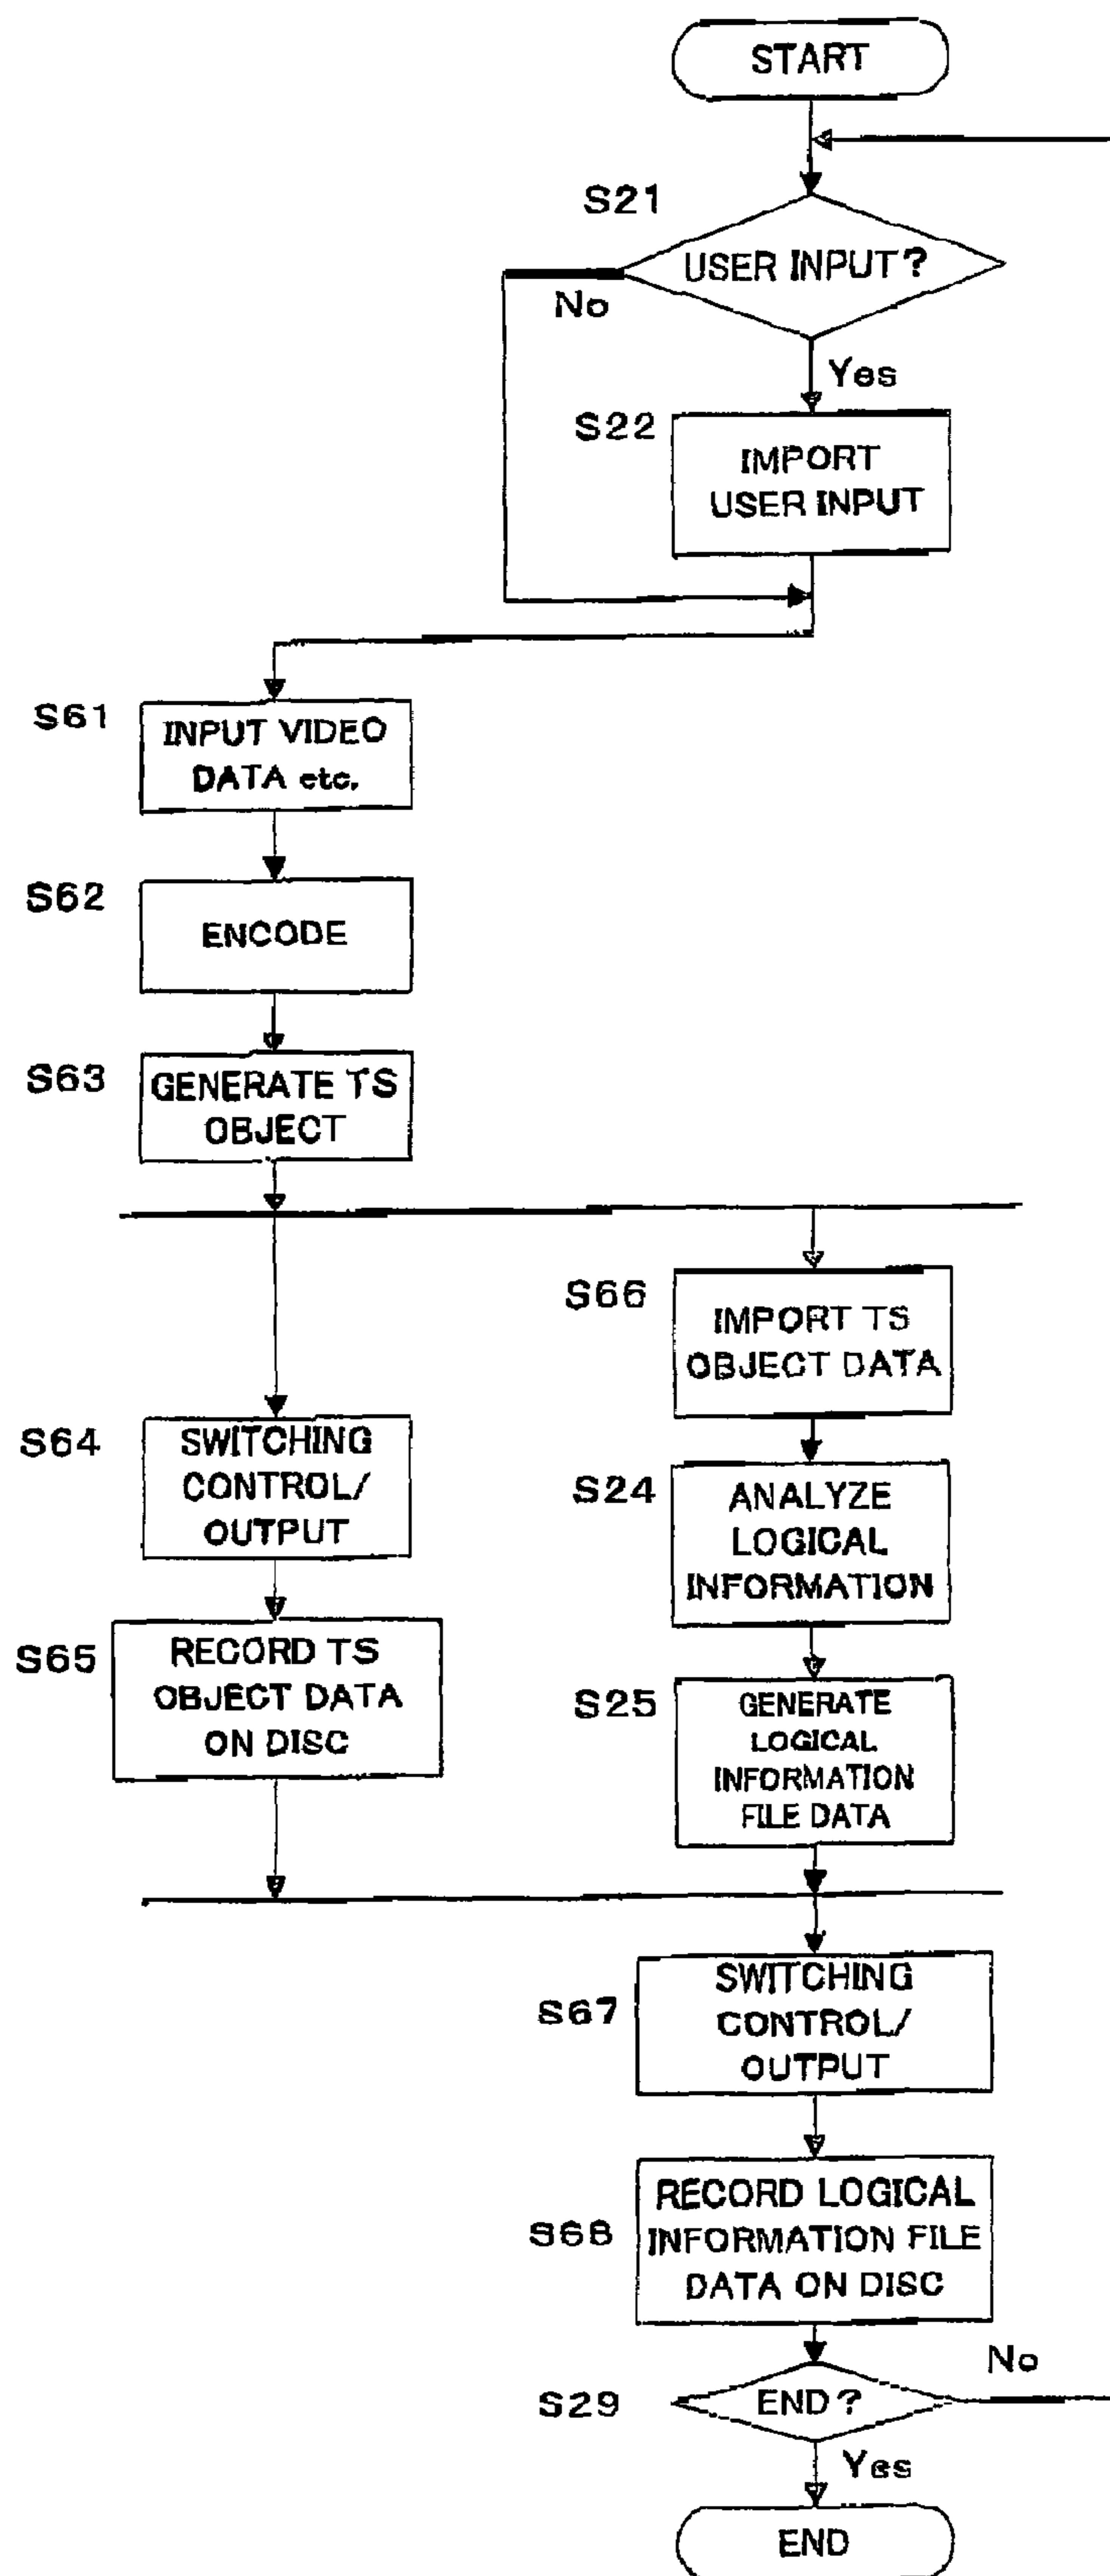 START
S21
USER INPUT?
No
Yes
S22
IMPORT
USER INPUT
S61
INPUT VIDEO
DATA etc.
S62
ENCODE
S63
GENERATE TS
OBJECT
S66
IMPORT TS
OBJECT DATA
S64
SWITCHING
CONTROL/
OUTPUT
S24
ANALYZE
LOGICAL
INFORMATION
S65
RECORD TS
OBJECT DATA
ON DISC
S25
GENERATE
LOGICAL
INFORMATION
FILE DATA
S67
SWITCHING
CONTROL/
OUTPUT
S68
RECORD LOGICAL
INFORMATION FILE
DATA ON DISC
No
S29
END?
Yes
END